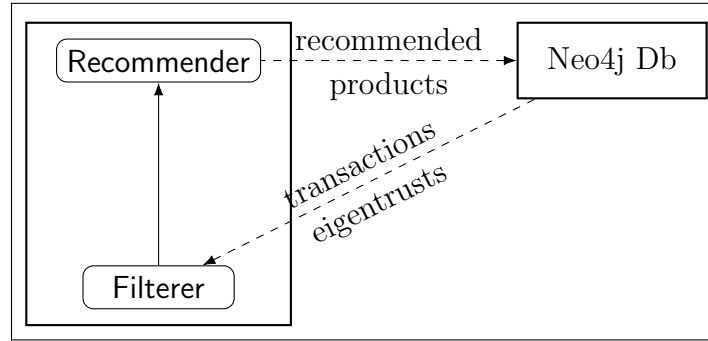 Recommender
recommended
products
Neo4j Db
transactions
eigentrusts
Filterer